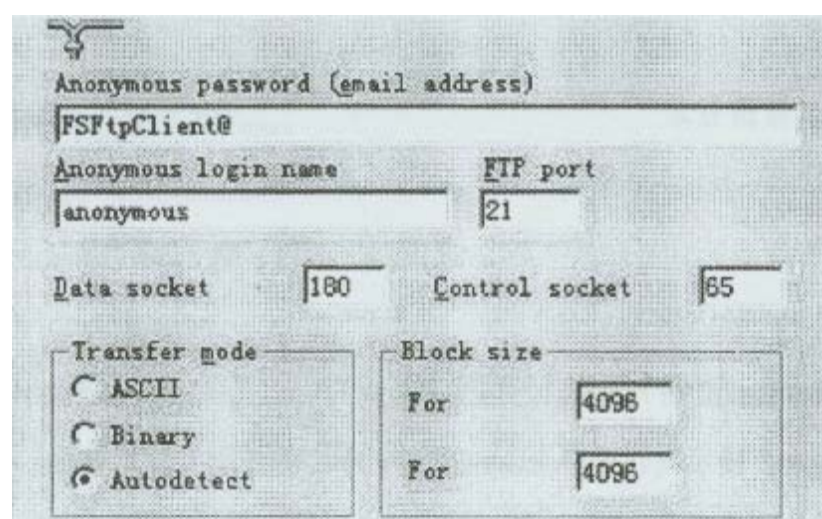 Anonymous password (email address)
FSFtpClient@
Anonymous login name FTP port
anonymous 21
Data socket 180 Control socket 65
Transfer mode Block size
ASCII For 4096
Binary
Autodetect For 4096